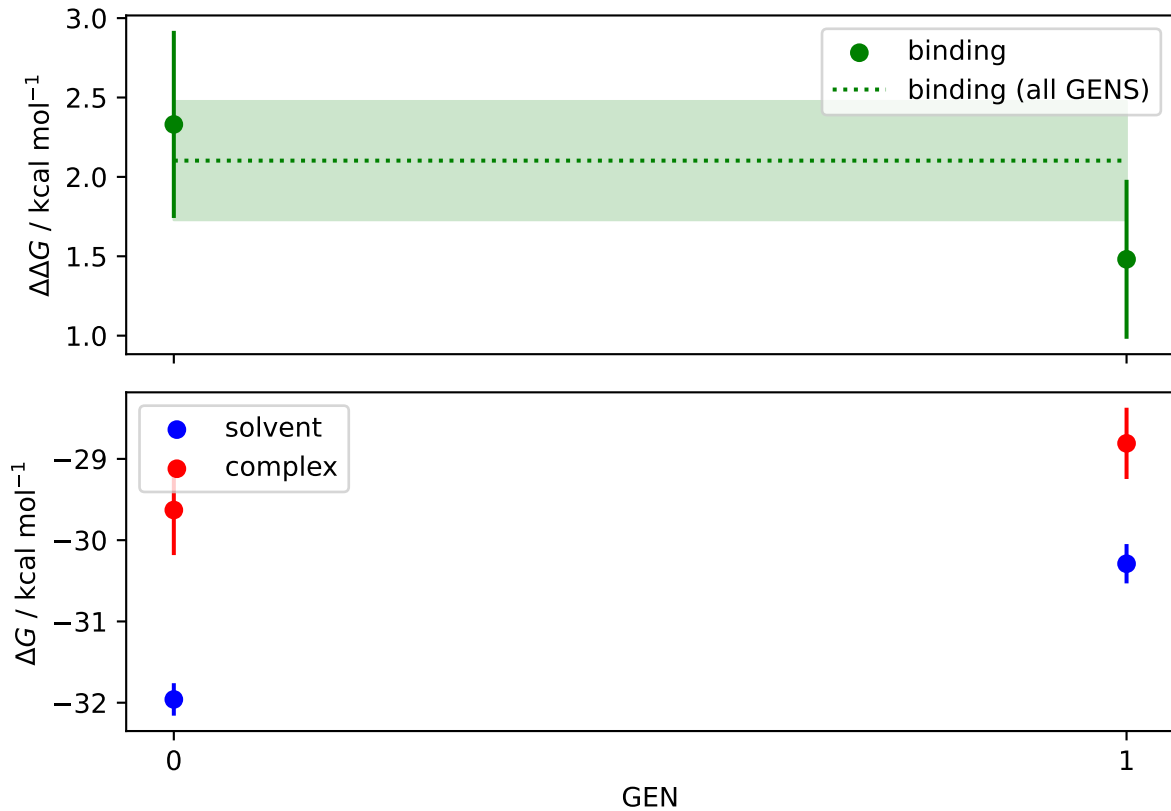 3.0
2.5
2.0
1.5
1.0
ΔΔG / kcal mol⁻¹
binding
binding (all GENS)
−29
−30
−31
−32
ΔG / kcal mol⁻¹
solvent
complex
0
1
GEN